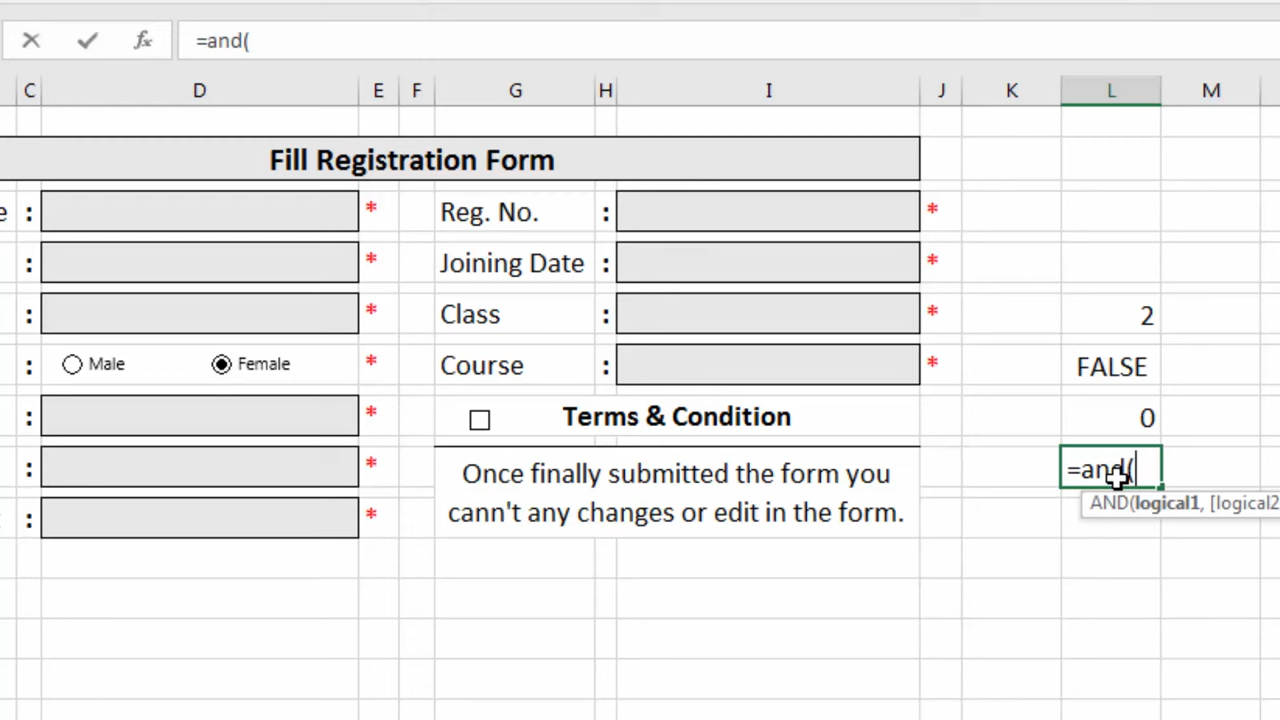 =and(
C D E F G H I J K L M
Fill Registration Form
e : * Reg. No. : *
: * Joining Date : *
: * Class : * 2
: Male Female * Course : * FALSE
: * Terms & Condition 0
: * Once finally submitted the form you =and(
AND(logical1, [logical2
: * cann't any changes or edit in the form.